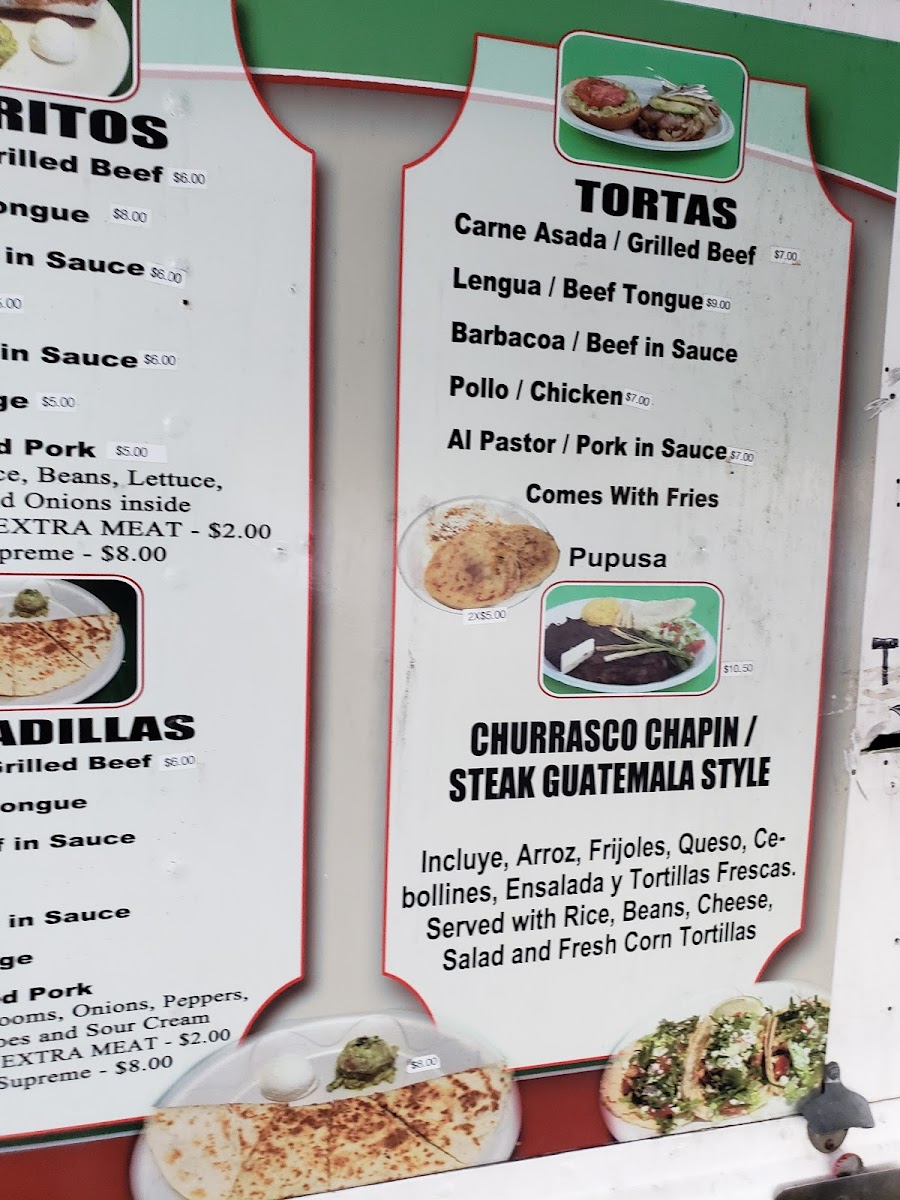 RITOS
rilled Beef $6.00
ongue $8.00
in Sauce $6.00
.00
in Sauce $6.00
ge $5.00
d Pork $5.00
ce, Beans, Lettuce,
d Onions inside
EXTRA MEAT - $2.00
preme - $8.00
ADILLAS
Grilled Beef $6.00
ongue
f in Sauce
in Sauce
ge
ed Pork
ooms, Onions, Peppers,
oes and Sour Cream
EXTRA MEAT - $2.00
Supreme - $8.00
$8.00
TORTAS
Carne Asada / Grilled Beef $7.00
Lengua / Beef Tongue $9.00
Barbacoa / Beef in Sauce
Pollo / Chicken $7.00
Al Pastor / Pork in Sauce $7.00
Comes With Fries
Pupusa
2X$5.00
$10.50
CHURRASCO CHAPIN /
STEAK GUATEMALA STYLE
Incluye, Arroz, Frijoles, Queso, Ce-
bollines, Ensalada y Tortillas Frescas.
Served with Rice, Beans, Cheese,
Salad and Fresh Corn Tortillas